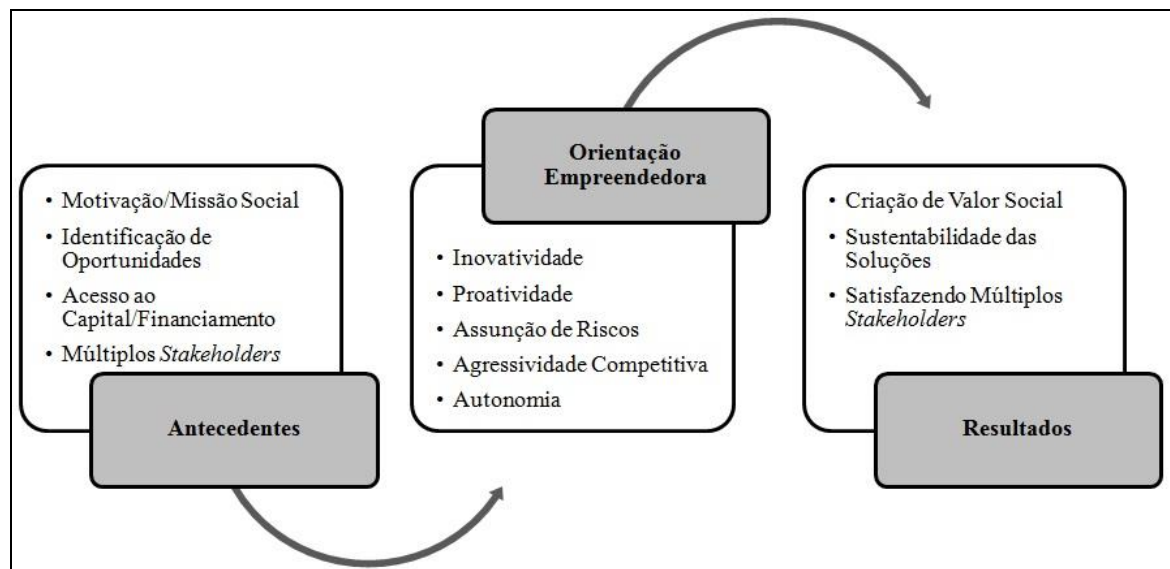 • Motivação/Missão Social
• Identificação de
Oportunidades
• Acesso ao
Capital/Financiamento
• Múltiplos Stakeholders
Antecedentes
Orientação
Empreendedora
• Inovatividade
• Proatividade
• Assunção de Riscos
• Agressividade Competitiva
• Autonomia
• Criação de Valor Social
• Sustentabilidade das
Soluções
• Satisfazendo Múltiplos
Stakeholders
Resultados